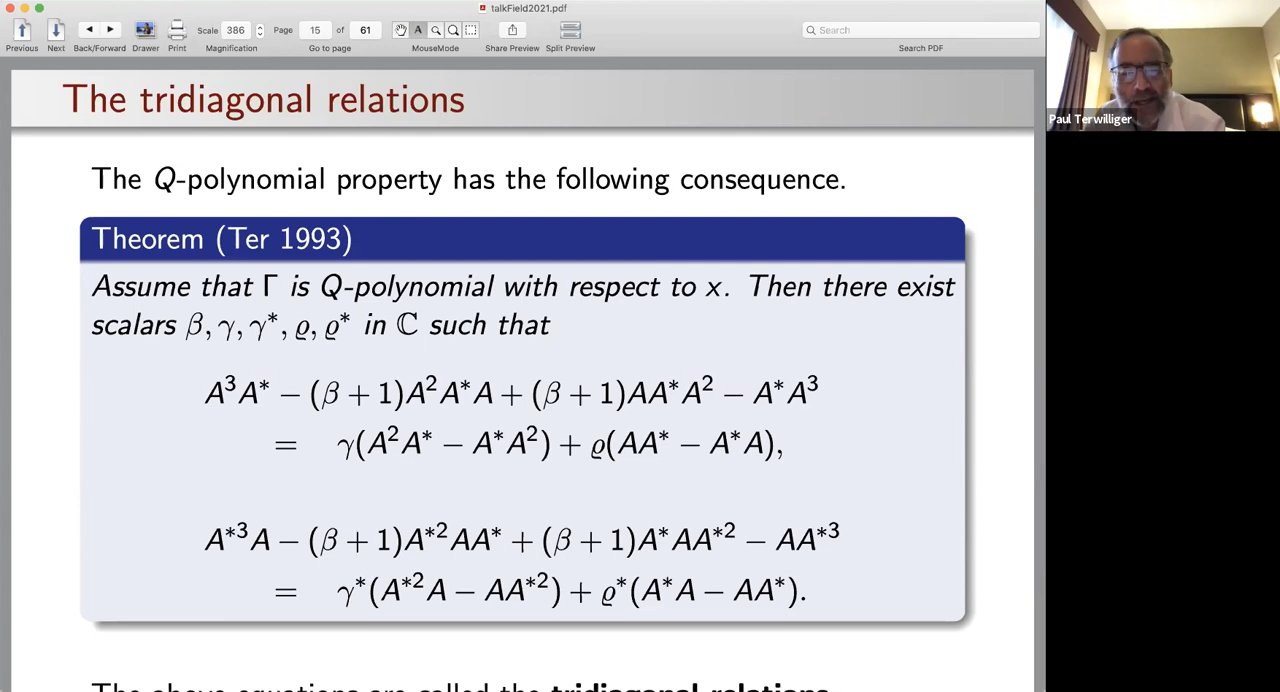 talkField2021.pdf
Scale 386 Page 15 of 61 Search
Previous Next Back/Forward Drawer Print Magnification Go to page MouseMode Share Preview Split Preview Search PDF
The tridiagonal relations
Paul Terwilliger
The Q-polynomial property has the following consequence.
Theorem (Ter 1993)
Assume that Γ is Q-polynomial with respect to x. Then there exist
scalars β, γ, γ*, ϱ, ϱ* in ℂ such that
A³A* − (β + 1)A²A*A + (β + 1)AA*A² − A*A³
= γ(A²A* − A*A²) + ϱ(AA* − A*A),
A*³A − (β + 1)A*²AA* + (β + 1)A*AA*² − AA*³
= γ*(A*²A − AA*²) + ϱ*(A*A − AA*).
The above equations are called the tridiagonal relations